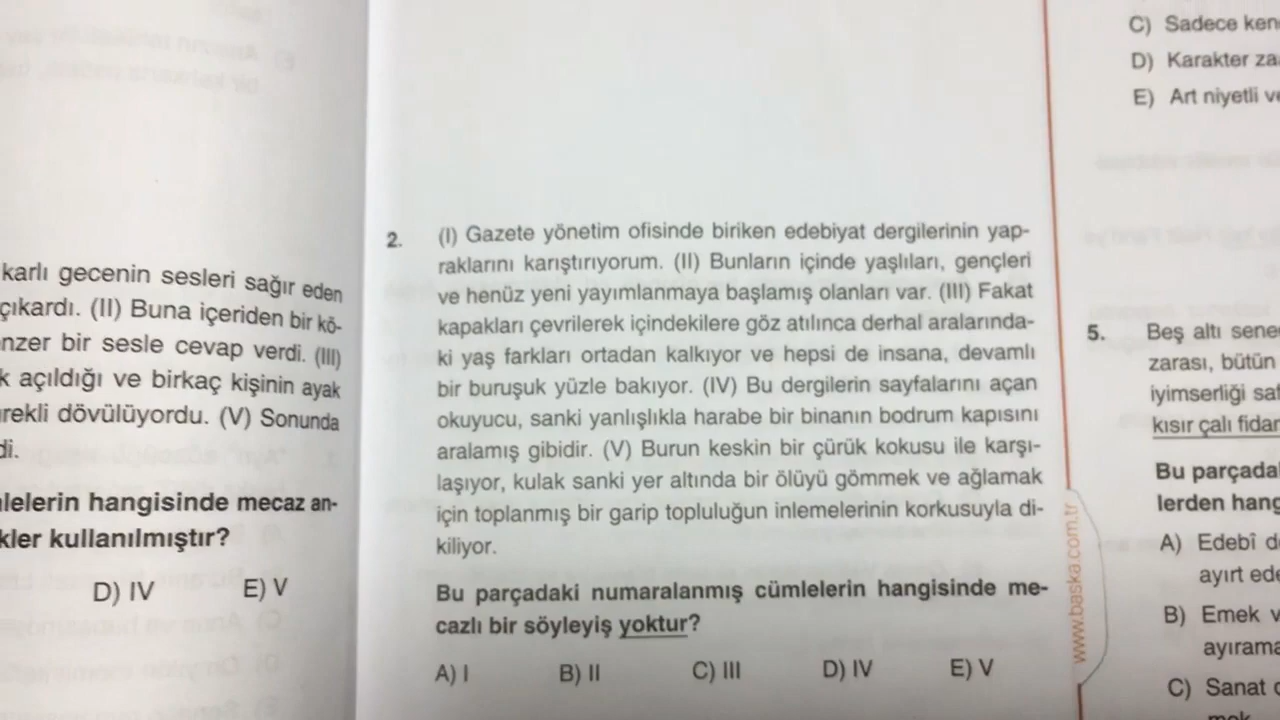 karlı gecenin sesleri sağır eden
çıkardı. (II) Buna içeriden bir kö-
nzer bir sesle cevap verdi. (III)
k açıldığı ve birkaç kişinin ayak
rekli dövülüyordu. (V) Sonunda
di.
lelerin hangisinde mecaz an-
kler kullanılmıştır?
D) IV E) V
2. (I) Gazete yönetim ofisinde biriken edebiyat dergilerinin yap-
raklarını karıştırıyorum. (II) Bunların içinde yaşlıları, gençleri
ve henüz yeni yayımlanmaya başlamış olanları var. (III) Fakat
kapakları çevrilerek içindekilere göz atılınca derhal aralarında-
ki yaş farkları ortadan kalkıyor ve hepsi de insana, devamlı
bir buruşuk yüzle bakıyor. (IV) Bu dergilerin sayfalarını açan
okuyucu, sanki yanlışlıkla harabe bir binanın bodrum kapısını
aralamış gibidir. (V) Burun keskin bir çürük kokusu ile karşı-
laşıyor, kulak sanki yer altında bir ölüyü gömmek ve ağlamak
için toplanmış bir garip topluluğun inlemelerinin korkusuyla di-
kiliyor.
Bu parçadaki numaralanmış cümlelerin hangisinde me-
cazlı bir söyleyiş yoktur?
A) I B) II C) III D) IV E) V
www.baska.com.tr
C) Sadece ken
D) Karakter za
E) Art niyetli ve
5. Beş altı sene
zarası, bütün
iyimserliği sat
kısır çalı fidan
Bu parçada
lerden hang
A) Edebî d
ayırt ede
B) Emek v
ayırama
C) Sanat
mek